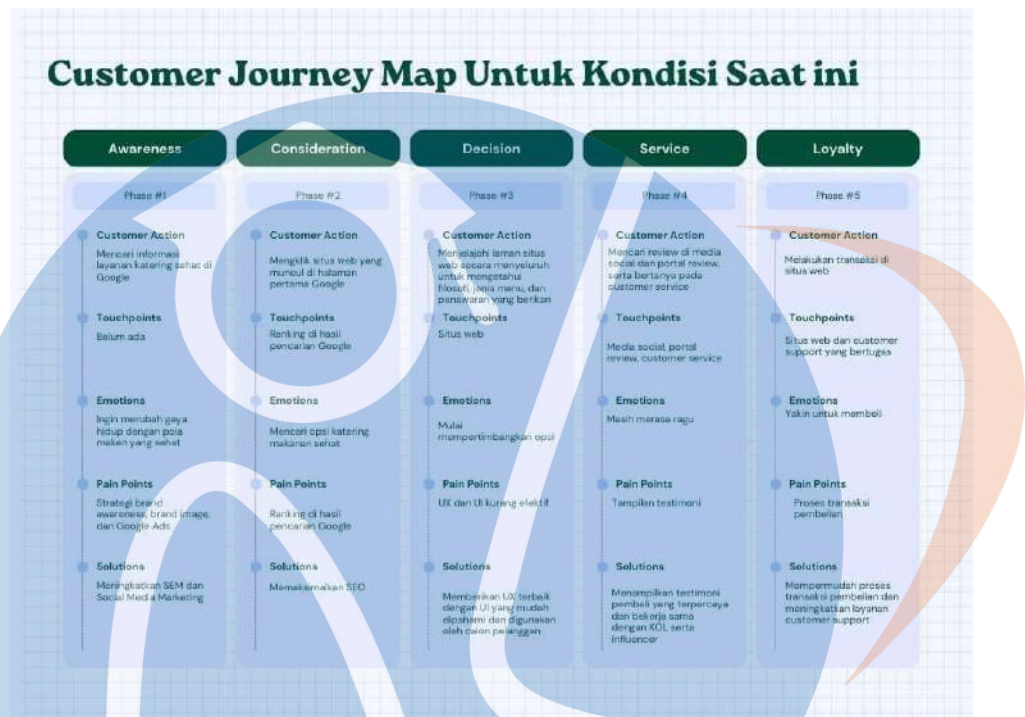 Customer Journey Map Untuk Kondisi Saat ini
Awareness
Phase #1
Customer Action
Mencari informasi
layanan katering sehat di
Google
Touchpoints
Belum ada
Emotions
Ingin merubah gaya
hidup dengan pola
makan yang sehat
Pain Points
Strategi brand
awareness, brand image,
dan Google Ads
Solutions
Meningkatkan SEM dan
Social Media Marketing
Consideration
Phase #2
Customer Action
Mengklik situs web yang
muncul di halaman
pertama Google
Touchpoints
Ranking di hasil
pencarian Google
Emotions
Mencari opsi katering
makanan sehat
Pain Points
Ranking di hasil
pencarian Google
Solutions
Memaksimalkan SEO
Decision
Phase #3
Customer Action
Menjelajahi laman situs
web secara menyeluruh
untuk mengetahui
filosofi, jenis menu, dan
penawaran yang berikan
Touchpoints
Situs web
Emotions
Mulai
mempertimbangkan opsi
Pain Points
UX dan UI kurang efektif
Solutions
Memberikan UX terbaik
dengan UI yang mudah
dipahami dan digunakan
oleh calon pelanggan
Service
Phase #4
Customer Action
Mencari review di media
social dan portal review,
serta bertanya pada
customer service
Touchpoints
Media social, portal
review, customer service
Emotions
Masih merasa ragu
Pain Points
Tampilan testimoni
Solutions
Menampilkan testimoni
pembeli yang terpercaya
dan bekerja sama
dengan KOL serta
influencer
Loyalty
Phase #5
Customer Action
Melakukan transaksi di
situs web
Touchpoints
Situs web dan customer
support yang bertugas
Emotions
Yakin untuk membeli
Pain Points
Proses transaksi
pembelian
Solutions
Mempermudah proses
transaksi pembelian dan
meningkatkan layanan
customer support